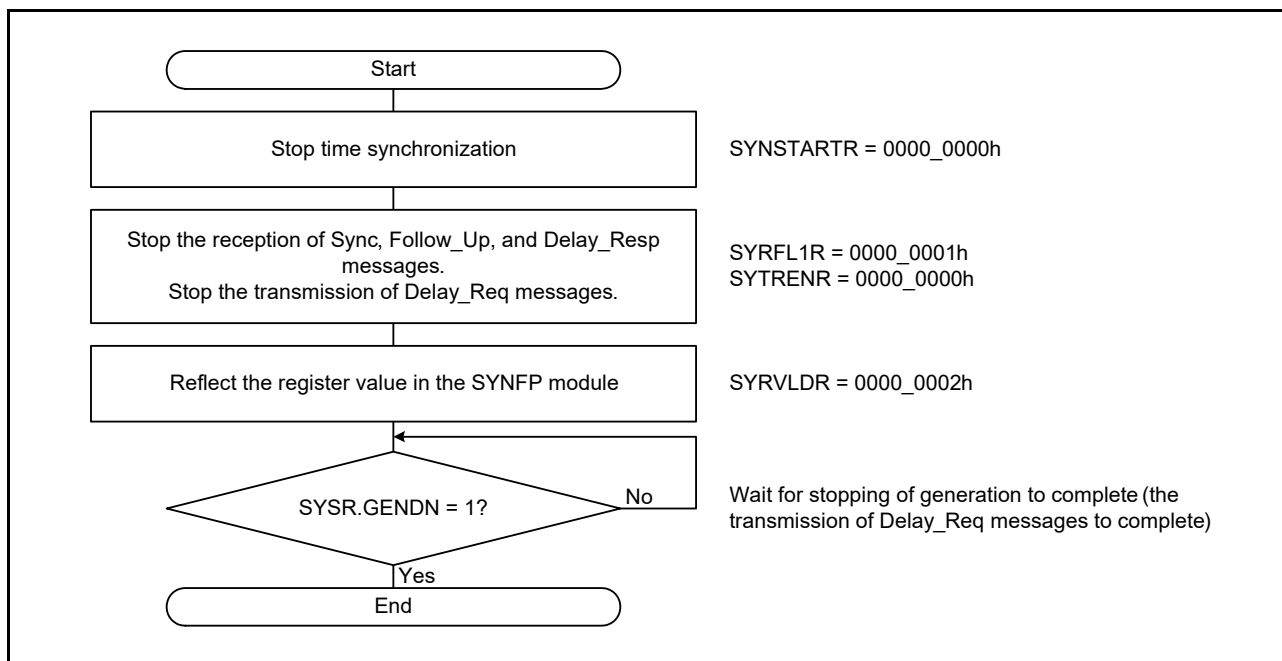 Start
Stop time synchronization
SYNSTARTR = 0000_0000h
Stop the reception of Sync, Follow_Up, and Delay_Resp
messages.
Stop the transmission of Delay_Req messages.
SYRFL1R = 0000_0001h
SYTRENR = 0000_0000h
Reflect the register value in the SYNFP module
SYRVLDR = 0000_0002h
SYSR.GENDN = 1?
No
Wait for stopping of generation to complete (the
transmission of Delay_Req messages to complete)
Yes
End